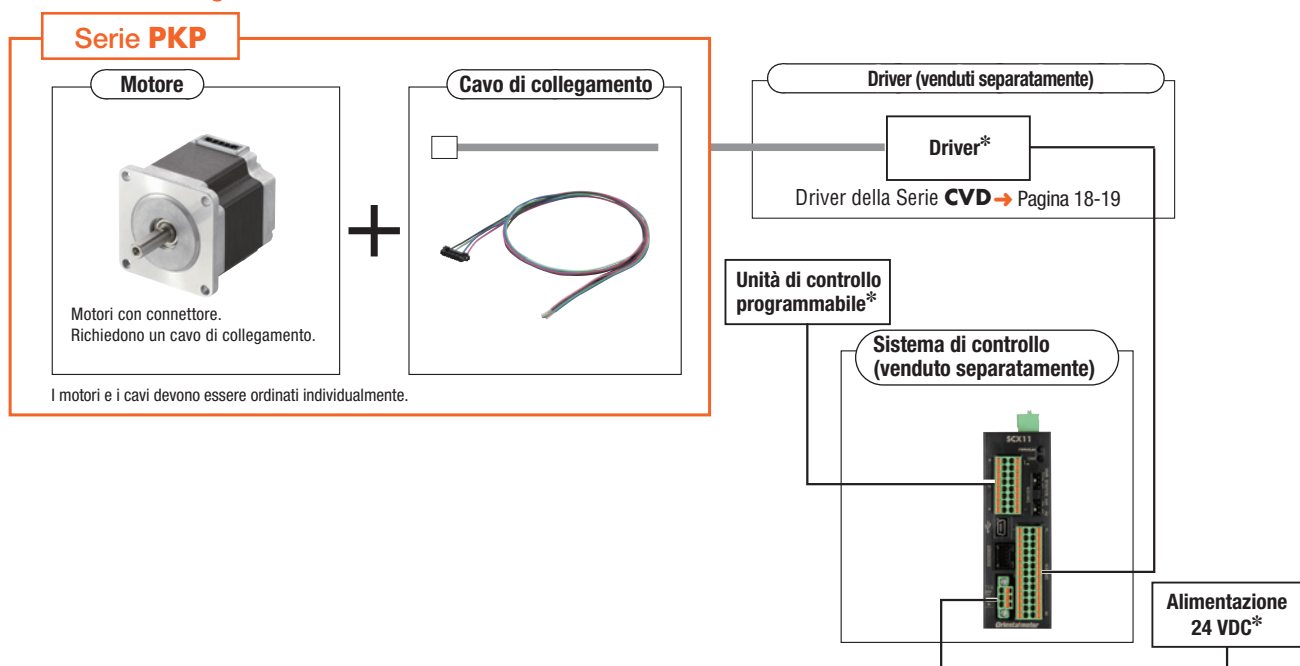 Serie PKP
Motore
Cavo di collegamento
Motori con connettore.
Richiedono un cavo di collegamento.
I motori e i cavi devono essere ordinati individualmente.
Driver (venduti separatamente)
Driver*
Driver della Serie CVD → Pagina 18-19
Unità di controllo
programmabile*
Sistema di controllo
(venduto separatamente)
SCX11
Orientalmotor
Alimentazione
24 VDC*